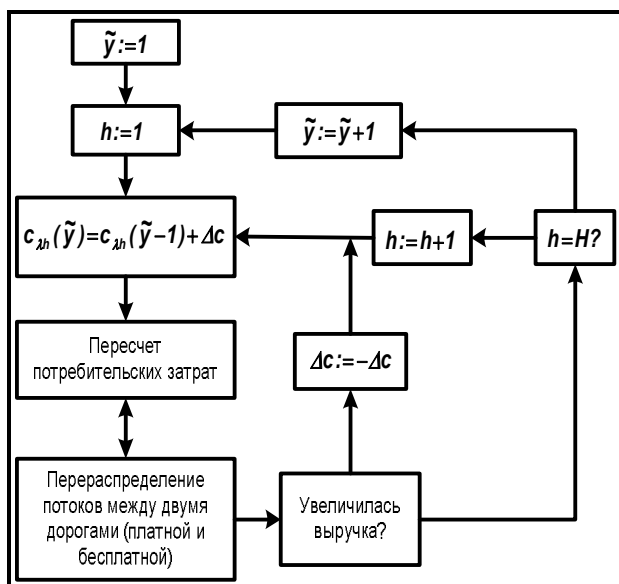 ỹ:=1
h:=1
ỹ:=ỹ+1
c_λh(ỹ)=c_λh(ỹ−1)+Δc
h:=h+1
h=H?
Пересчет
потребительских затрат
Δc:=−Δc
Перераспределение
потоков между двумя
дорогами (платной и
бесплатной)
Увеличилась
выручка?